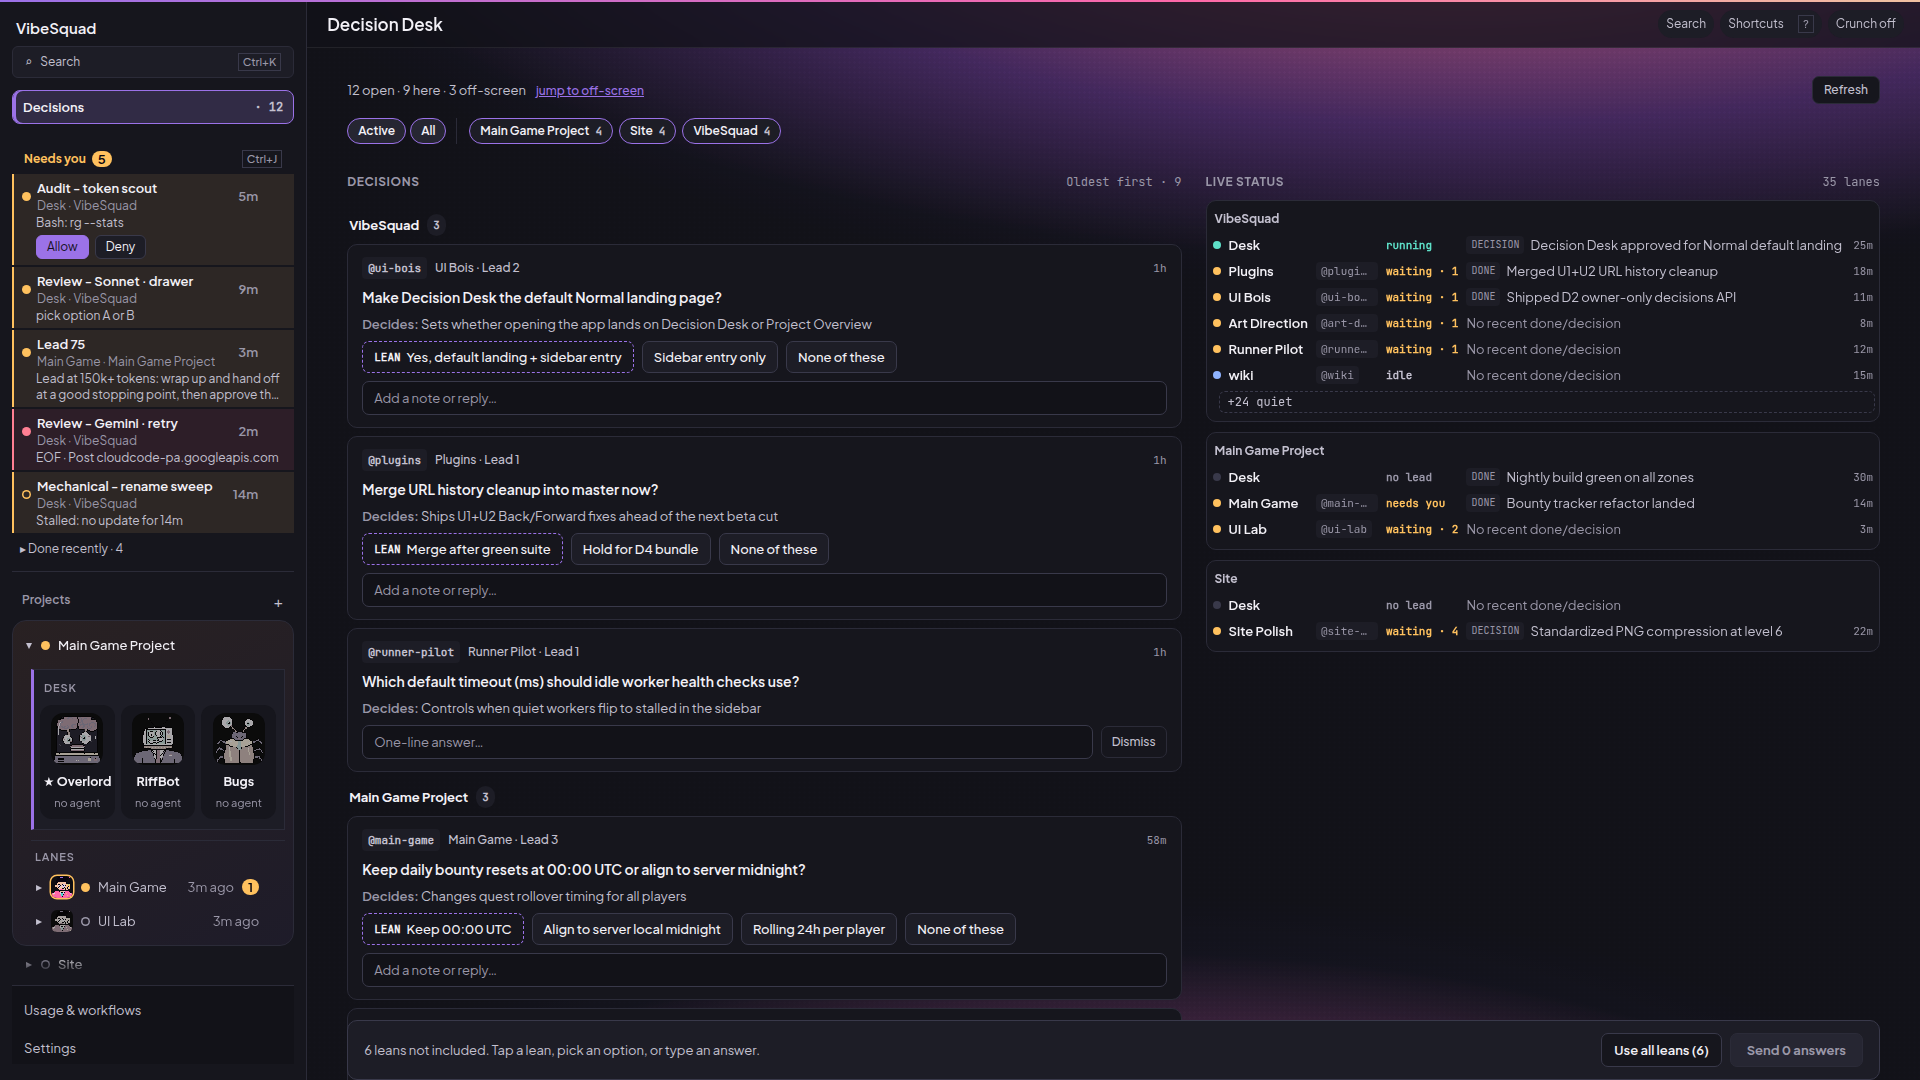 VibeSquad
Search Ctrl+K
Decisions · 12
Needs you 5 Ctrl+J
Audit – token scout 5m
Desk · VibeSquad
Bash: rg --stats
Allow Deny
Review – Sonnet · drawer 9m
Desk · VibeSquad
pick option A or B
Lead 75 3m
Main Game · Main Game Project
Lead at 150k+ tokens: wrap up and hand off
at a good stopping point, then approve th…
Review – Gemini · retry 2m
Desk · VibeSquad
EOF · Post cloudcode-pa.googleapis.com
Mechanical – rename sweep 14m
Desk · VibeSquad
Stalled: no update for 14m
▸ Done recently · 4
Projects +
▾ Main Game Project
DESK
★ Overlord RiffBot Bugs
no agent no agent no agent
LANES
▸ Main Game 3m ago 1
▸ UI Lab 3m ago
▸ Site
Usage & workflows
Settings
Decision Desk
Search Shortcuts ? Crunch off
12 open · 9 here · 3 off-screen jump to off-screen
Refresh
Active All Main Game Project 4 Site 4 VibeSquad 4
DECISIONS Oldest first · 9
VibeSquad 3
@ui-bois UI Bois · Lead 2 1h
Make Decision Desk the default Normal landing page?
Decides: Sets whether opening the app lands on Decision Desk or Project Overview
LEAN Yes, default landing + sidebar entry Sidebar entry only None of these
Add a note or reply…
@plugins Plugins · Lead 1 1h
Merge URL history cleanup into master now?
Decides: Ships U1+U2 Back/Forward fixes ahead of the next beta cut
LEAN Merge after green suite Hold for D4 bundle None of these
Add a note or reply…
@runner-pilot Runner Pilot · Lead 1 1h
Which default timeout (ms) should idle worker health checks use?
Decides: Controls when quiet workers flip to stalled in the sidebar
One-line answer… Dismiss
Main Game Project 3
@main-game Main Game · Lead 3 58m
Keep daily bounty resets at 00:00 UTC or align to server midnight?
Decides: Changes quest rollover timing for all players
LEAN Keep 00:00 UTC Align to server local midnight Rolling 24h per player None of these
Add a note or reply…
LIVE STATUS 35 lanes
VibeSquad
Desk running DECISION Decision Desk approved for Normal default landing 25m
Plugins @plugi… waiting · 1 DONE Merged U1+U2 URL history cleanup 18m
UI Bois @ui-bo… waiting · 1 DONE Shipped D2 owner-only decisions API 11m
Art Direction @art-d… waiting · 1 No recent done/decision 8m
Runner Pilot @runne… waiting · 1 No recent done/decision 12m
wiki @wiki idle No recent done/decision 15m
+24 quiet
Main Game Project
Desk no lead DONE Nightly build green on all zones 30m
Main Game @main-… needs you DONE Bounty tracker refactor landed 14m
UI Lab @ui-lab waiting · 2 No recent done/decision 3m
Site
Desk no lead No recent done/decision
Site Polish @site-… waiting · 4 DECISION Standardized PNG compression at level 6 22m
6 leans not included. Tap a lean, pick an option, or type an answer.
Use all leans (6) Send 0 answers